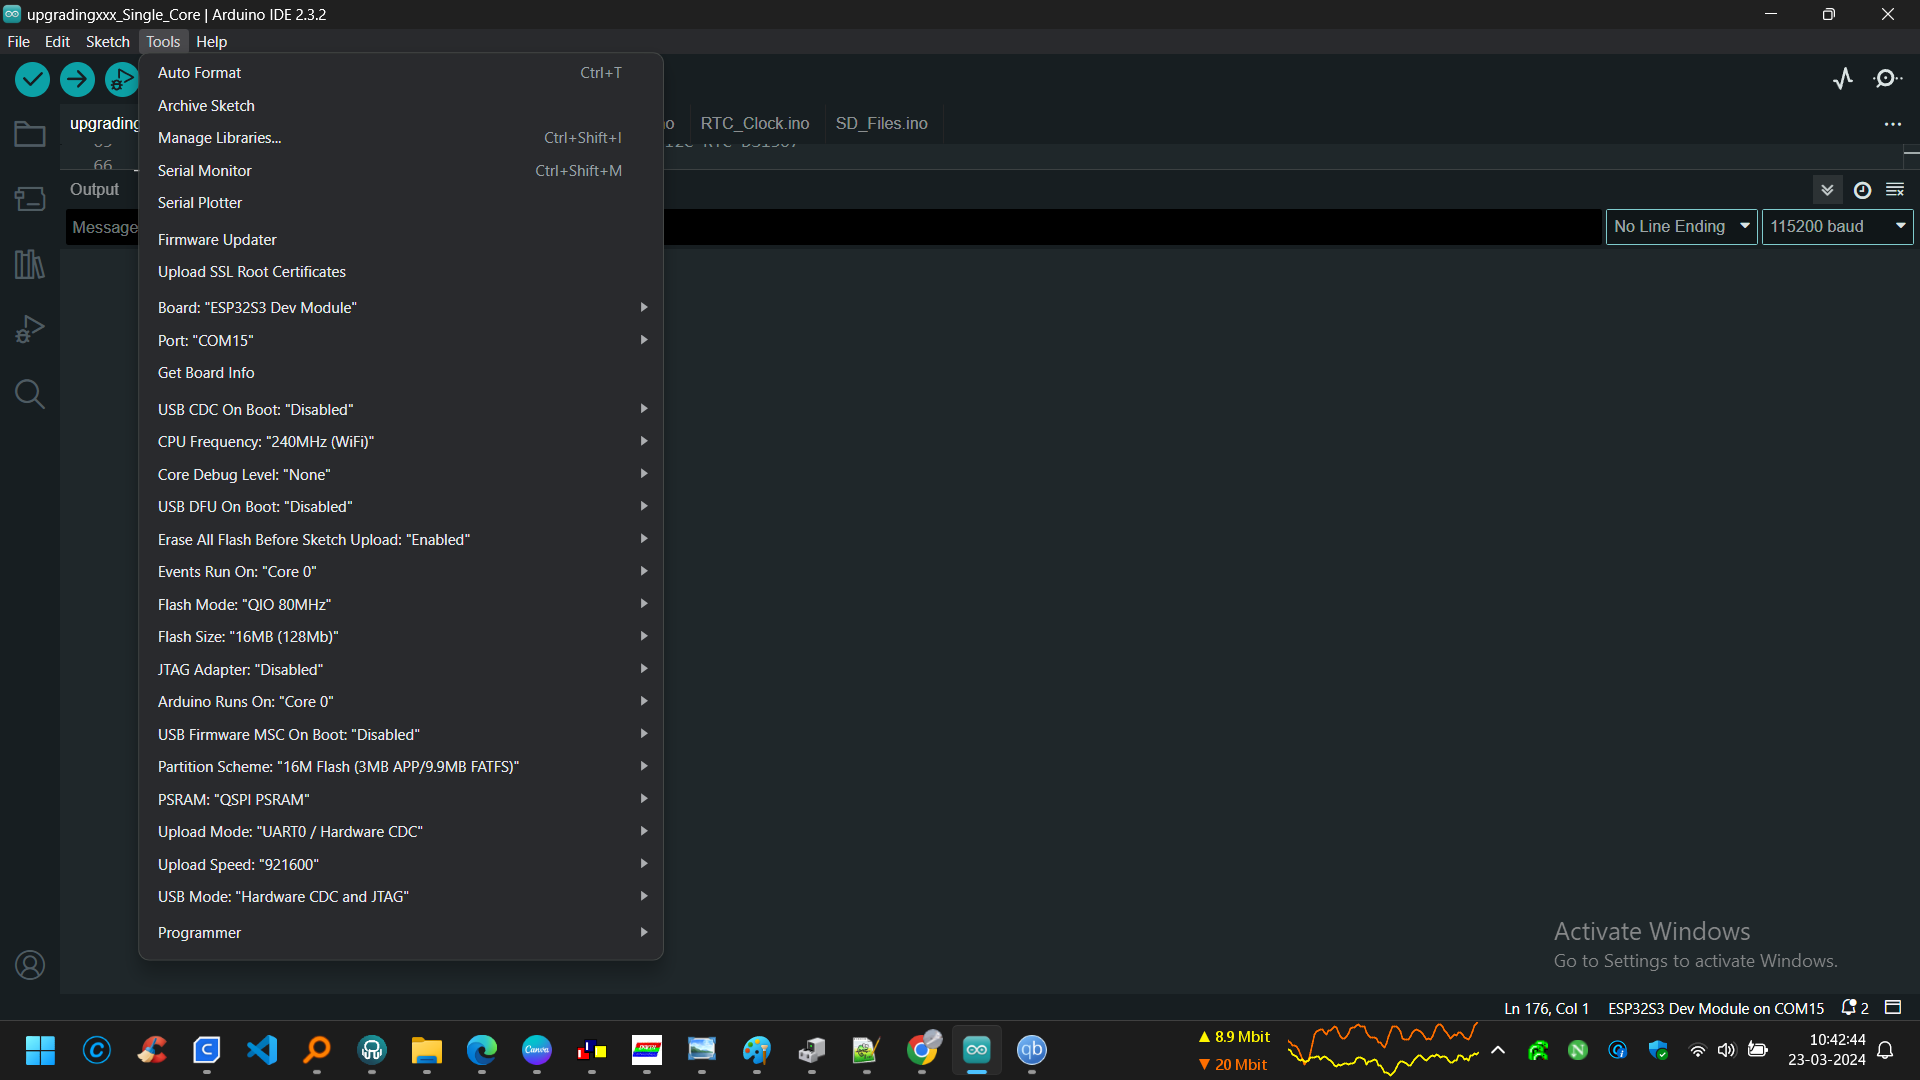 upgradingxxx_Single_Core | Arduino IDE 2.3.2
File Edit Sketch Tools Help
Auto Format Ctrl+T
Archive Sketch
upgrading
RTC_Clock.ino SD_Files.ino
Manage Libraries... Ctrl+Shift+I
66
Serial Monitor Ctrl+Shift+M
Output
Serial Plotter
Message
No Line Ending 115200 baud
Firmware Updater
Upload SSL Root Certificates
Board: "ESP32S3 Dev Module"
Port: "COM15"
Get Board Info
USB CDC On Boot: "Disabled"
CPU Frequency: "240MHz (WiFi)"
Core Debug Level: "None"
USB DFU On Boot: "Disabled"
Erase All Flash Before Sketch Upload: "Enabled"
Events Run On: "Core 0"
Flash Mode: "QIO 80MHz"
Flash Size: "16MB (128Mb)"
JTAG Adapter: "Disabled"
Arduino Runs On: "Core 0"
USB Firmware MSC On Boot: "Disabled"
Partition Scheme: "16M Flash (3MB APP/9.9MB FATFS)"
PSRAM: "QSPI PSRAM"
Upload Mode: "UART0 / Hardware CDC"
Upload Speed: "921600"
USB Mode: "Hardware CDC and JTAG"
Programmer
Activate Windows
Go to Settings to activate Windows.
Ln 176, Col 1 ESP32S3 Dev Module on COM15 2
Canva
qb
8.9 Mbit
20 Mbit
10:42:44
23-03-2024